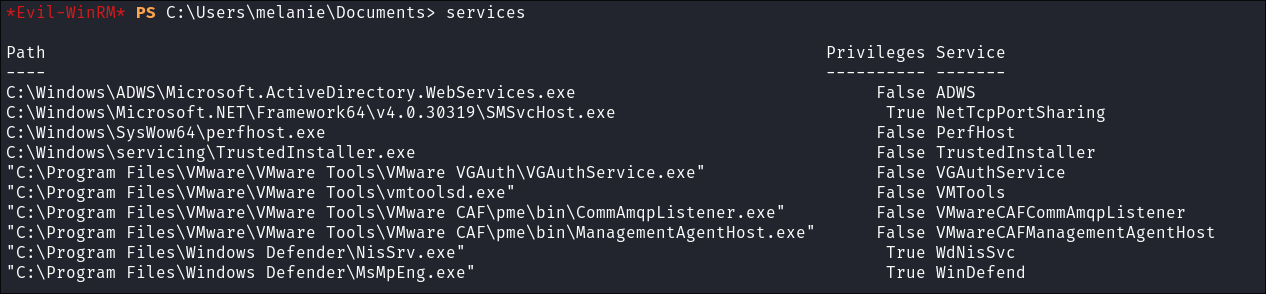 *Evil-WinRM* PS C:\Users\melanie\Documents> services
Path Privileges Service
---- ---------- -------
C:\Windows\ADWS\Microsoft.ActiveDirectory.WebServices.exe False ADWS
C:\Windows\Microsoft.NET\Framework64\v4.0.30319\SMSvcHost.exe True NetTcpPortSharing
C:\Windows\SysWow64\perfhost.exe False PerfHost
C:\Windows\servicing\TrustedInstaller.exe False TrustedInstaller
"C:\Program Files\VMware\VMware Tools\VMware VGAuth\VGAuthService.exe" False VGAuthService
"C:\Program Files\VMware\VMware Tools\vmtoolsd.exe" False VMTools
"C:\Program Files\VMware\VMware Tools\VMware CAF\pme\bin\CommAmqpListener.exe" False VMwareCAFCommAmqpListener
"C:\Program Files\VMware\VMware Tools\VMware CAF\pme\bin\ManagementAgentHost.exe" False VMwareCAFManagementAgentHost
"C:\Program Files\Windows Defender\NisSrv.exe" True WdNisSvc
"C:\Program Files\Windows Defender\MsMpEng.exe" True WinDefend